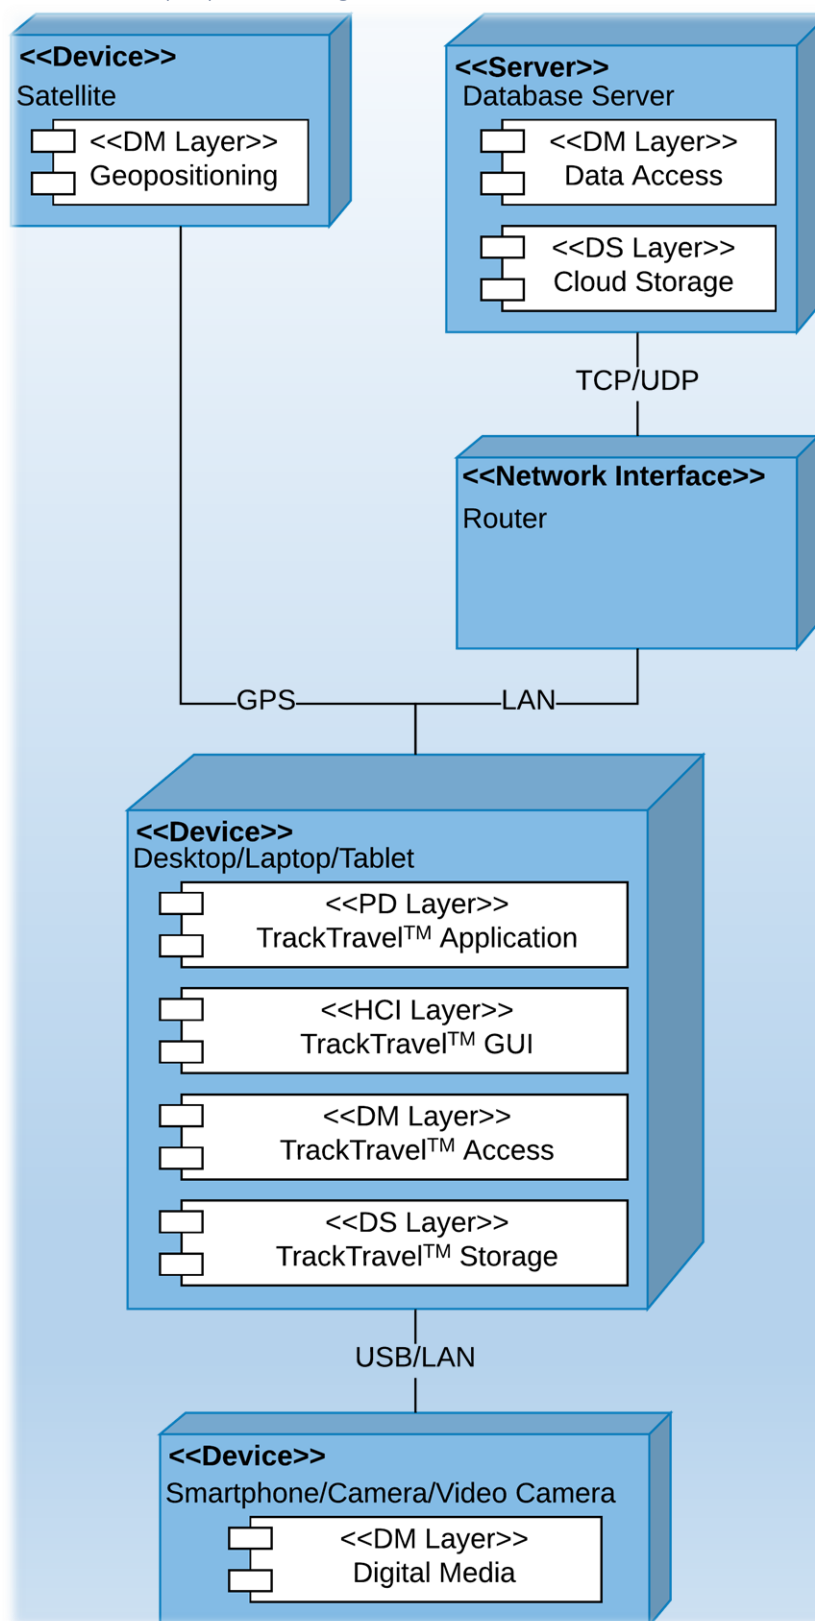 <<Device>>
Satellite
<<DM Layer>>
Geopositioning
<<Server>>
Database Server
<<DM Layer>>
Data Access
<<DS Layer>>
Cloud Storage
TCP/UDP
<<Network Interface>>
Router
GPS
LAN
<<Device>>
Desktop/Laptop/Tablet
<<PD Layer>>
TrackTravel™ Application
<<HCI Layer>>
TrackTravel™ GUI
<<DM Layer>>
TrackTravel™ Access
<<DS Layer>>
TrackTravel™ Storage
USB/LAN
<<Device>>
Smartphone/Camera/Video Camera
<<DM Layer>>
Digital Media